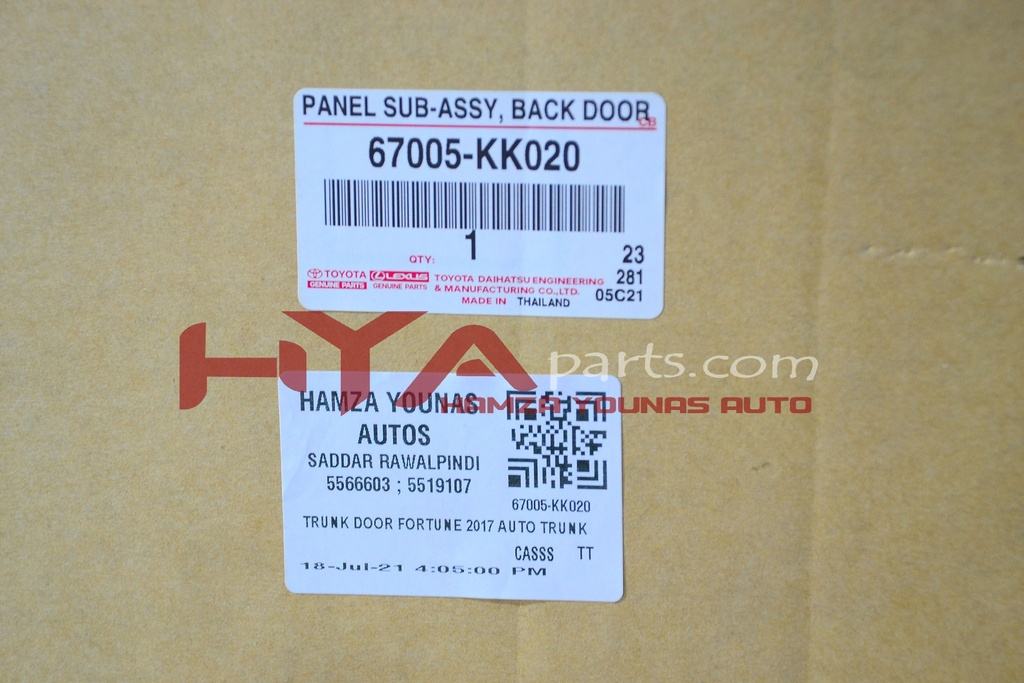 PANEL SUB-ASSY, BACK DOOR
CB
67005-KK020
QTY: 1
23
281
05C21
TOYOTA GENUINE PARTS
LEXUS GENUINE PARTS
TOYOTA DAIHATSU ENGINEERING
& MANUFACTURING CO.,LTD.
MADE IN THAILAND
HYA parts.com
HAMZA YOUNAS AUTO
HAMZA YOUNAS
AUTOS
SADDAR RAWALPINDI
5566603 ; 5519107
67005-KK020
TRUNK DOOR FORTUNE 2017 AUTO TRUNK
CASSS TT
18-Jul-21 4:05:00 PM